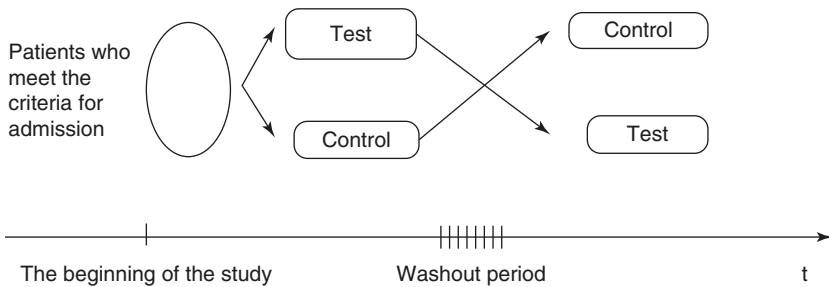 Patients who
meet the
criteria for
admission
Test
Control
Control
Test
The beginning of the study
Washout period
t